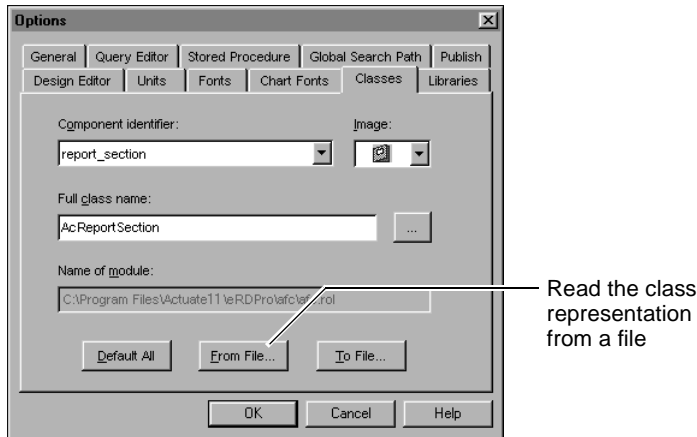 Options
General Query Editor Stored Procedure Global Search Path Publish
Design Editor Units Fonts Chart Fonts Classes Libraries
Component identifier: Image:
report_section
Full class name:
AcReportSection ...
Name of module:
C:\Program Files\Actuate11\eRDPro\afc\afc.rol
Default All From File... To File...
OK Cancel Help
Read the class
representation
from a file